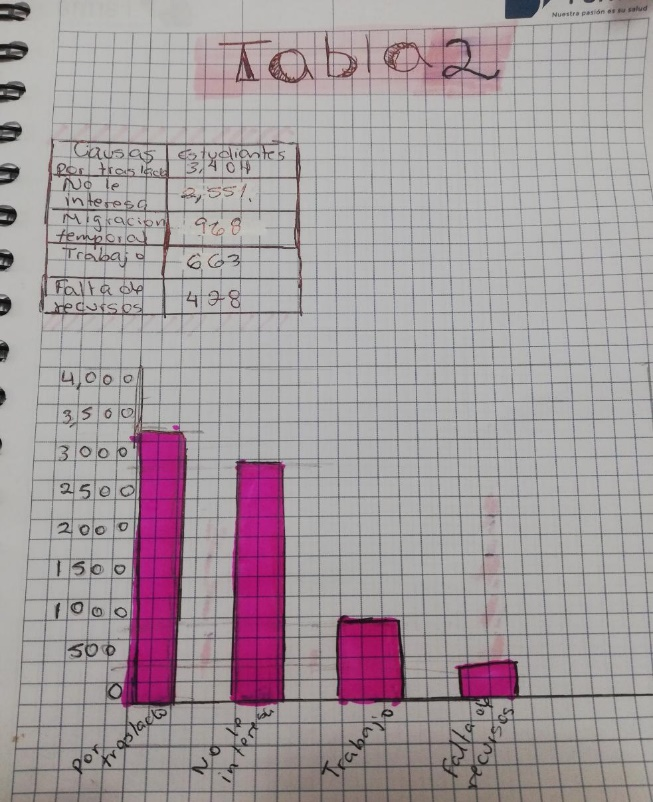 Nuestra pasión es su salud
Tabla 2
Causas Estudiantes
por traslado 3,404
No le
interesa 2,551.
Migracion
temporal 968
Trabajo 663
Falta de
recursos 428
4,000
3,500
3000
2500
2000
1500
1000
500
0
por
traslado
No le
interesa
Trabajo
Falta de
recursos